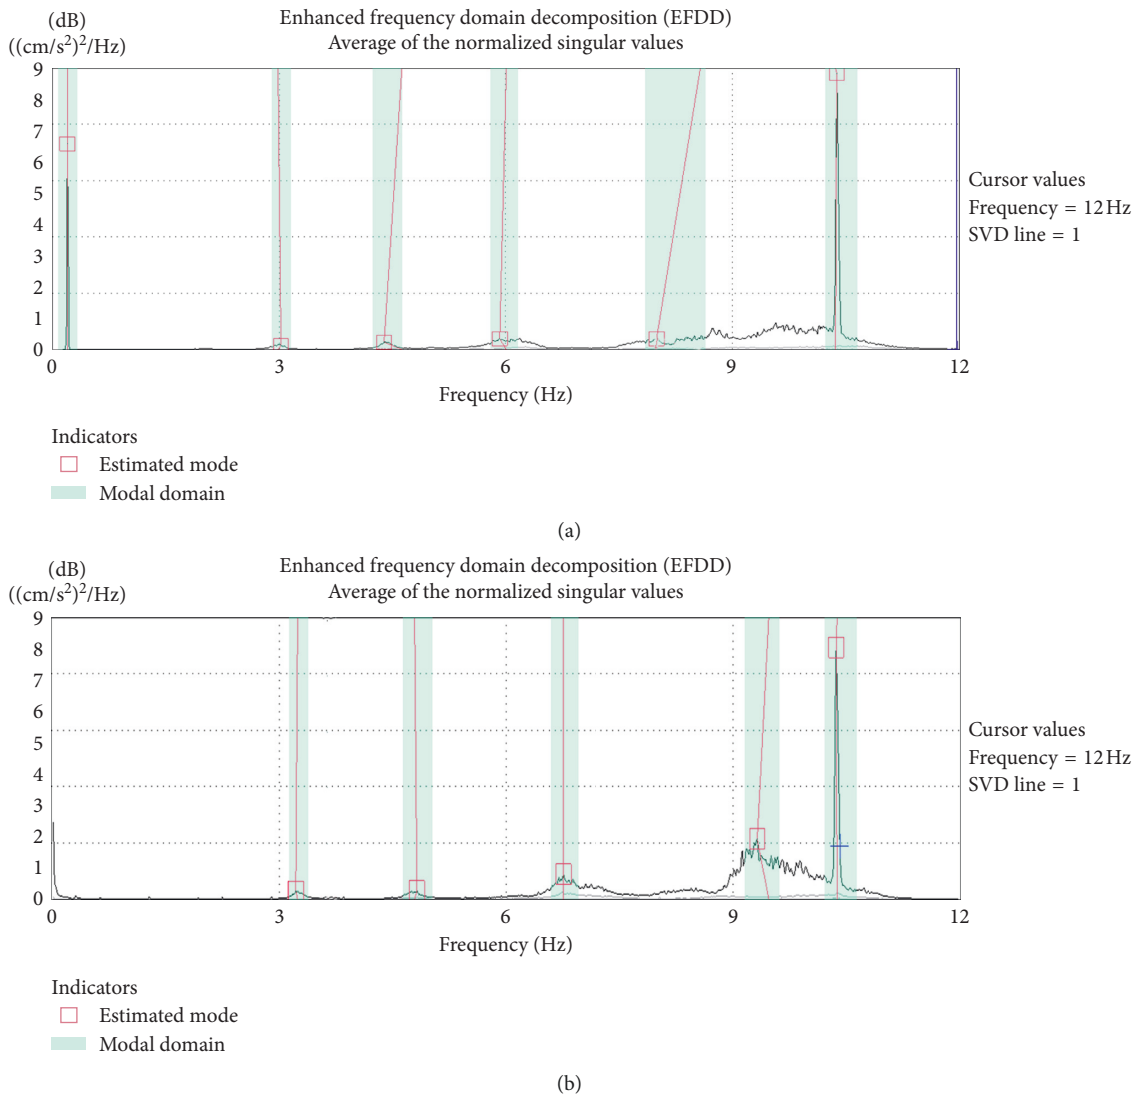 (dB)
((cm/s²)²/Hz)
Enhanced frequency domain decomposition (EFDD)
Average of the normalized singular values
9
8
7
6
5
4
3
2
1
0
0
3
6
9
12
Frequency (Hz)
Cursor values
Frequency = 12 Hz
SVD line = 1
Indicators
Estimated mode
Modal domain
(a)
(dB)
((cm/s²)²/Hz)
Enhanced frequency domain decomposition (EFDD)
Average of the normalized singular values
9
8
7
6
5
4
3
2
1
0
0
3
6
9
12
Frequency (Hz)
Cursor values
Frequency = 12 Hz
SVD line = 1
Indicators
Estimated mode
Modal domain
(b)